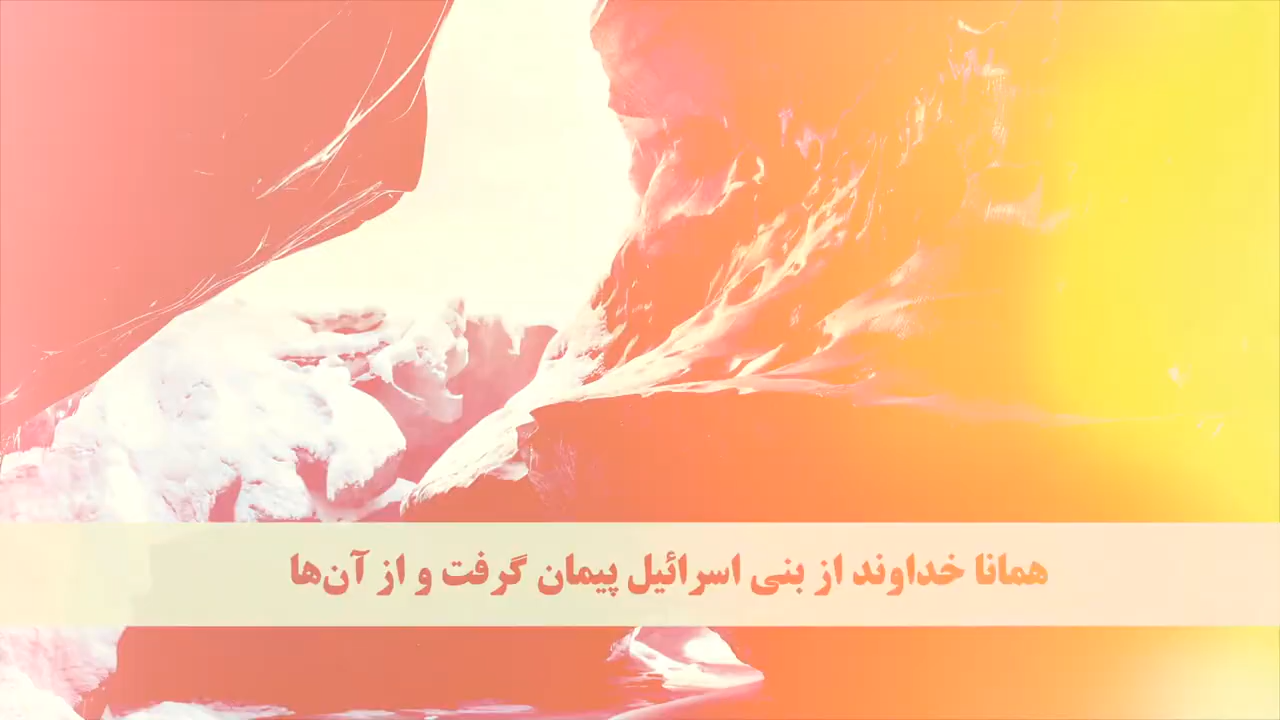 همانا خداوند از بنی اسرائیل پیمان گرفت و از آن‌ها